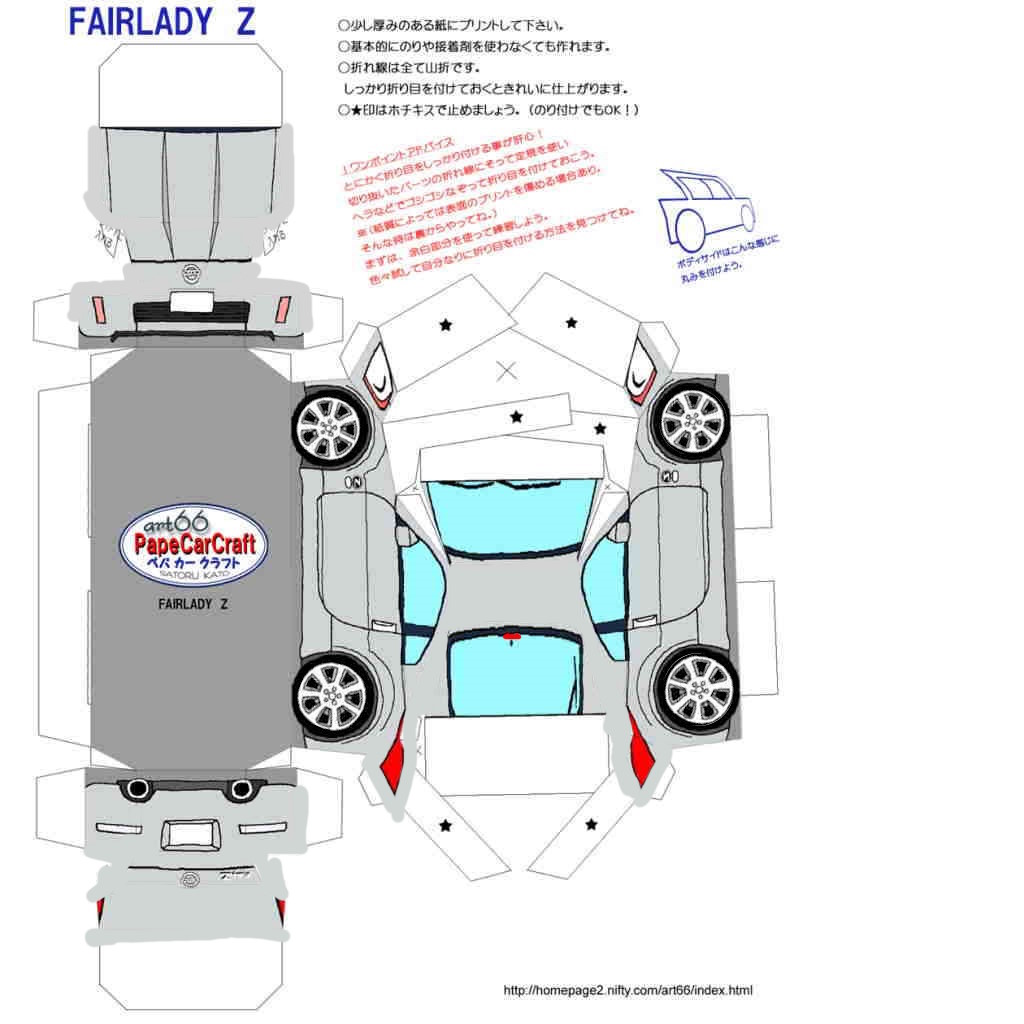 FAIRLADY Z
○少し厚みのある紙にプリントして下さい。
○基本的にのりや接着剤を使わなくても作れます。
○折れ線は全て山折です。
しっかり折り目を付けておくときれいに仕上がります。
○★印はホチキスで止めましょう。(のり付けでもOK!)
!ワンポイントアドバイス
とにかく折り目をしっかり付ける事が肝心!
切り抜いたパーツの折れ線にそって定規を使い
ヘラなどでゴシゴシなぞって折り目を付けておこう。
※(紙質によっては表面のプリントを傷める場合あり。
そんな時は裏からやってね。)
まずは、余白部分を使って練習しよう。
色々試して自分なりに折り目を付ける方法を見つけてね。
ボディサイドはこんな感じに
丸みを付けよう。
art66
PapeCarCraft
ペパ カー クラフト
SATORU KATO
FAIRLADY Z
http://homepage2.nifty.com/art66/index.html